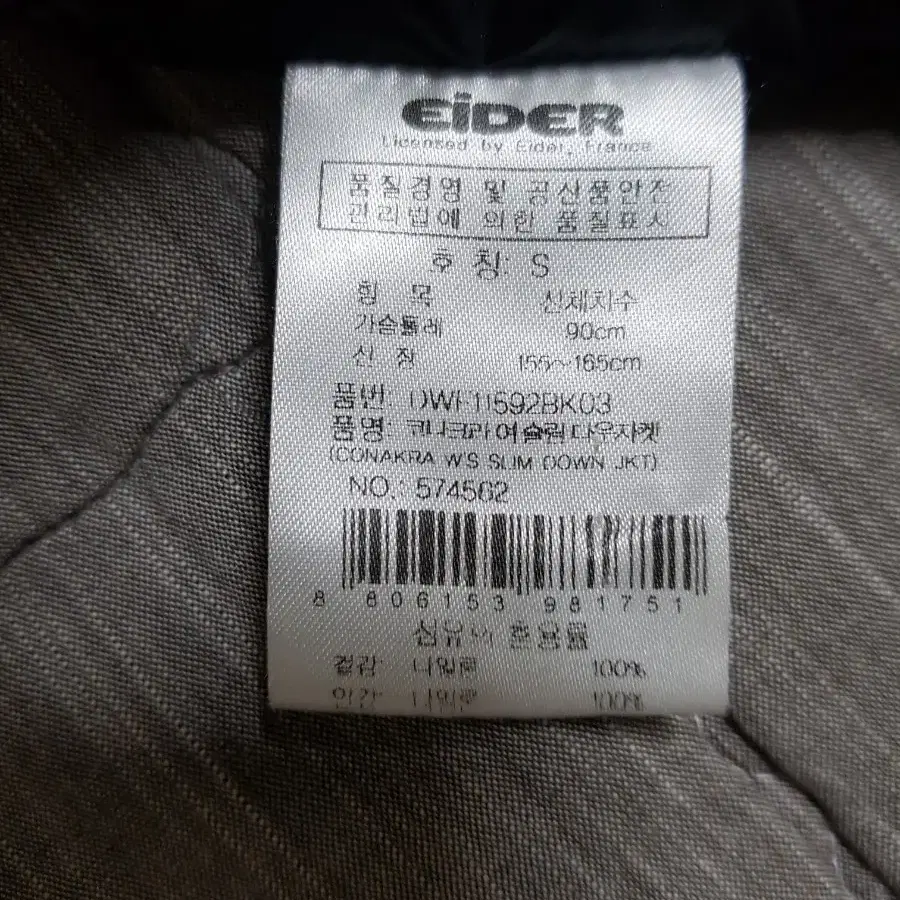 EiDER
Licensed by Eider, France
품질경영 및 공산품안전
관리법에 의한 품질표시
호 칭: S
항 목 신체치수
가슴둘레 90cm
신 장 155~165cm
품번: DWF11592BK03
품명: 코나크라 여 슬림 다운자켓
(CONAKRA W'S SLIM DOWN JKT)
NO.: 574562
8 806153 981751
섬유의 혼용률
겉감: 나일론 100%
안감: 나일론 100%